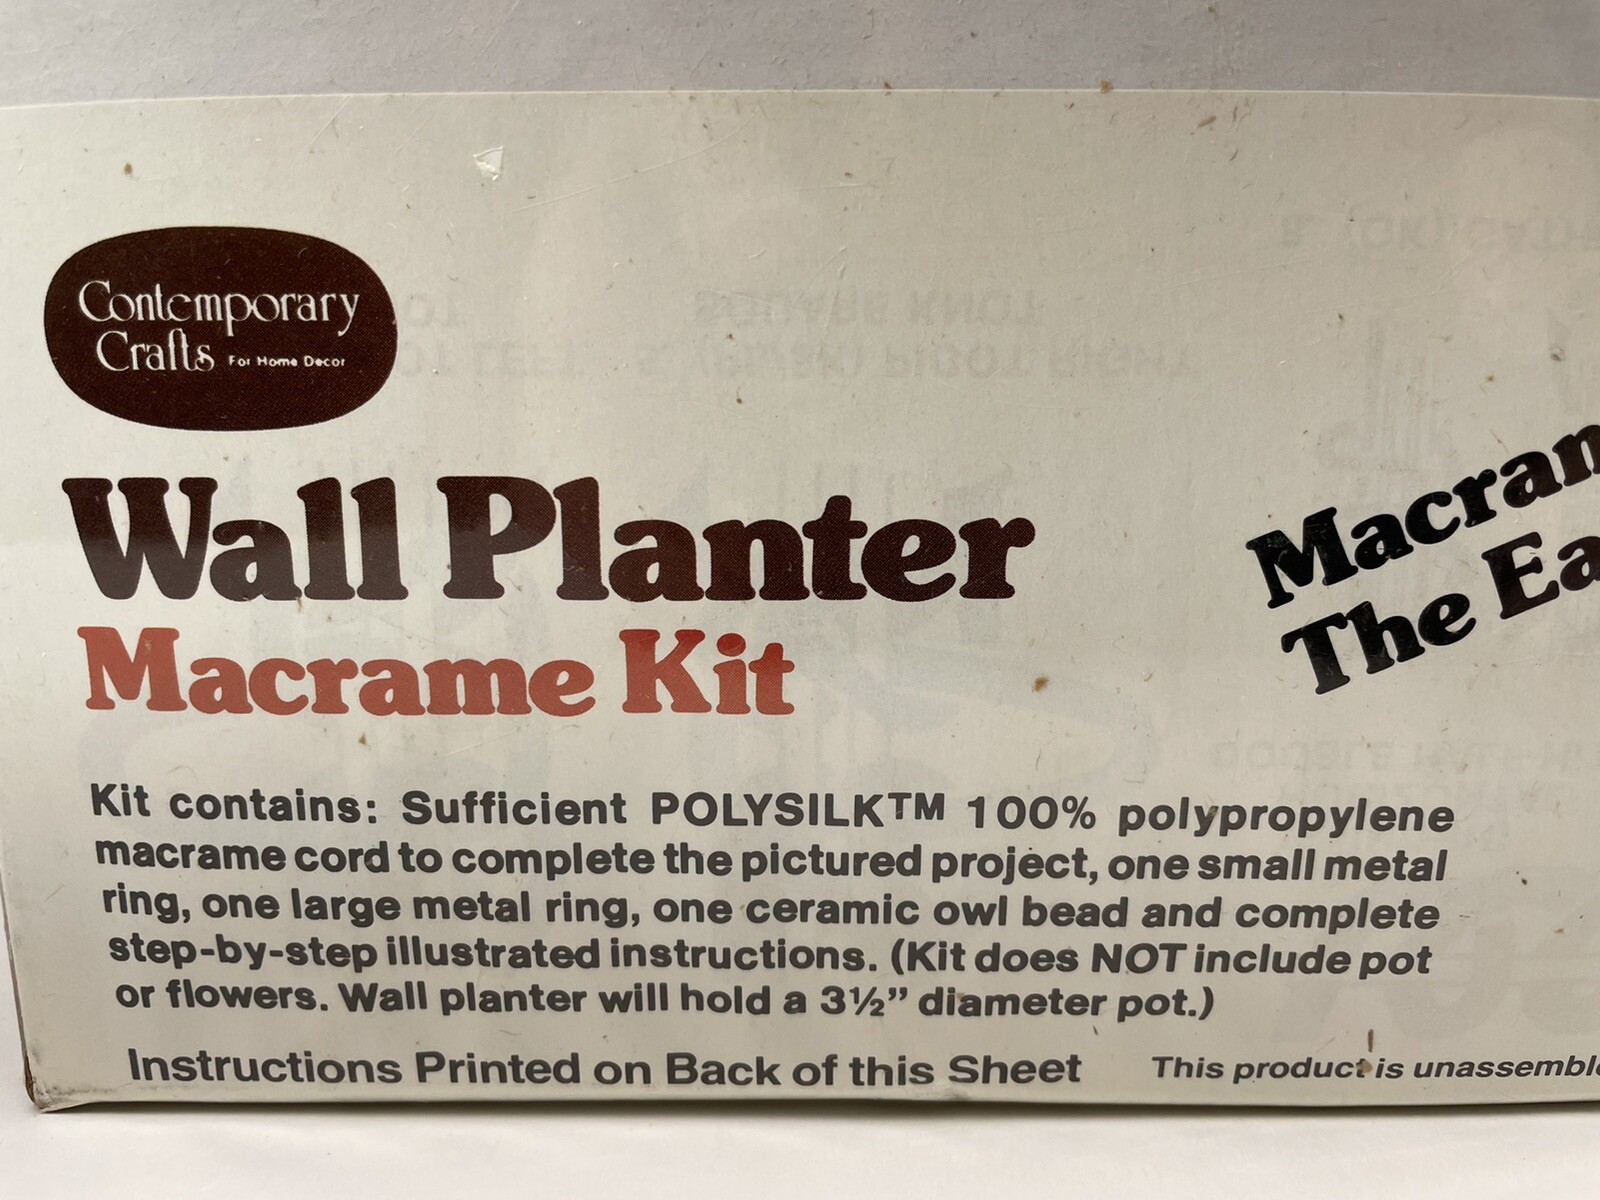 Contemporary
Crafts For Home Decor
Wall Planter
Macrame Kit
Macram
The Ea
Kit contains: Sufficient POLYSILK™ 100% polypropylene
macrame cord to complete the pictured project, one small metal
ring, one large metal ring, one ceramic owl bead and complete
step-by-step illustrated instructions. (Kit does NOT include pot
or flowers. Wall planter will hold a 3½” diameter pot.)
Instructions Printed on Back of this Sheet
This product is unassemble